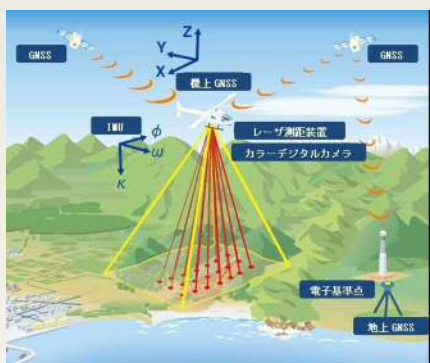 GNSS
GNSS
Z
Y
X
機上 GNSS
IMU
φ
ω
κ
レーザ測距装置
カラーデジタルカメラ
電子基準点
地上 GNSS